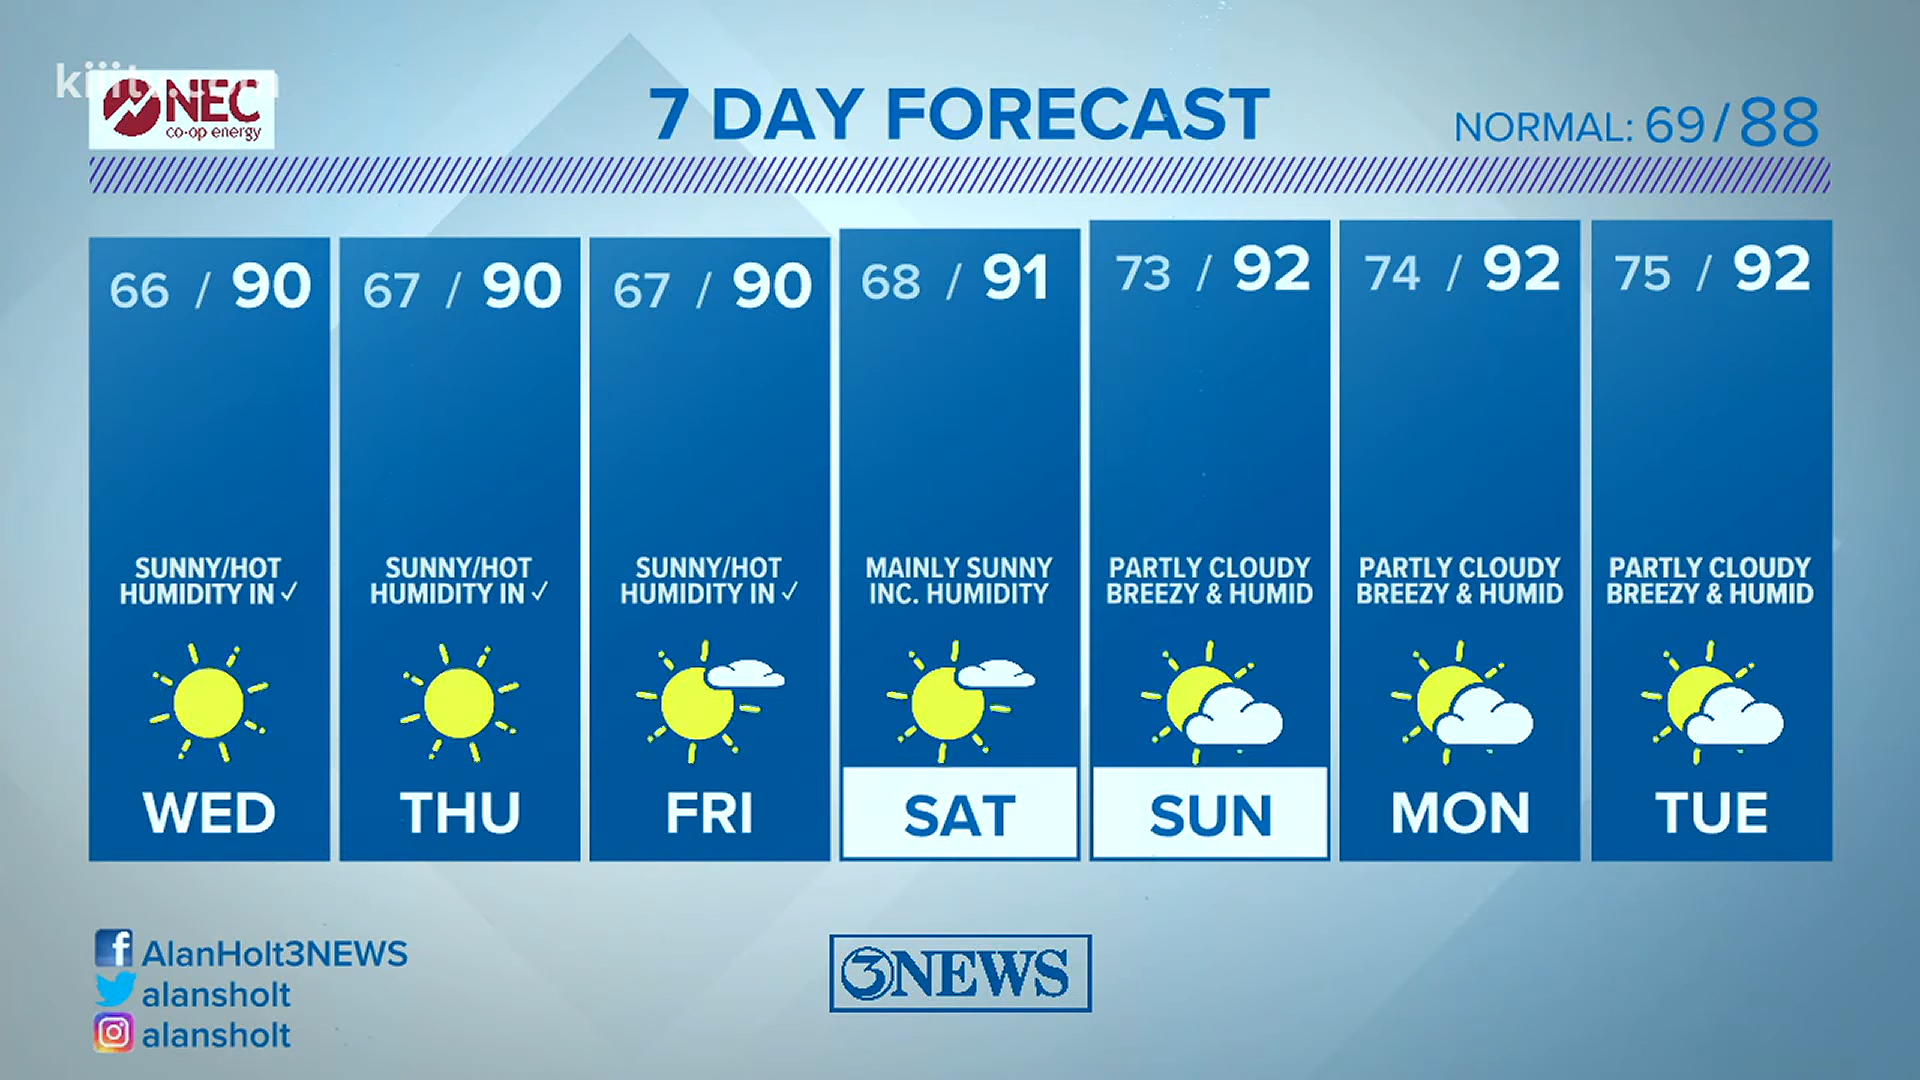 kiiitv.com
NEC
co-op energy
7 DAY FORECAST
NORMAL: 69/88
66 / 90
SUNNY/HOT
HUMIDITY IN ✓
WED
67 / 90
SUNNY/HOT
HUMIDITY IN ✓
THU
67 / 90
SUNNY/HOT
HUMIDITY IN ✓
FRI
68 / 91
MAINLY SUNNY
INC. HUMIDITY
SAT
73 / 92
PARTLY CLOUDY
BREEZY & HUMID
SUN
74 / 92
PARTLY CLOUDY
BREEZY & HUMID
MON
75 / 92
PARTLY CLOUDY
BREEZY & HUMID
TUE
f AlanHolt3NEWS
alansholt
alansholt
3NEWS